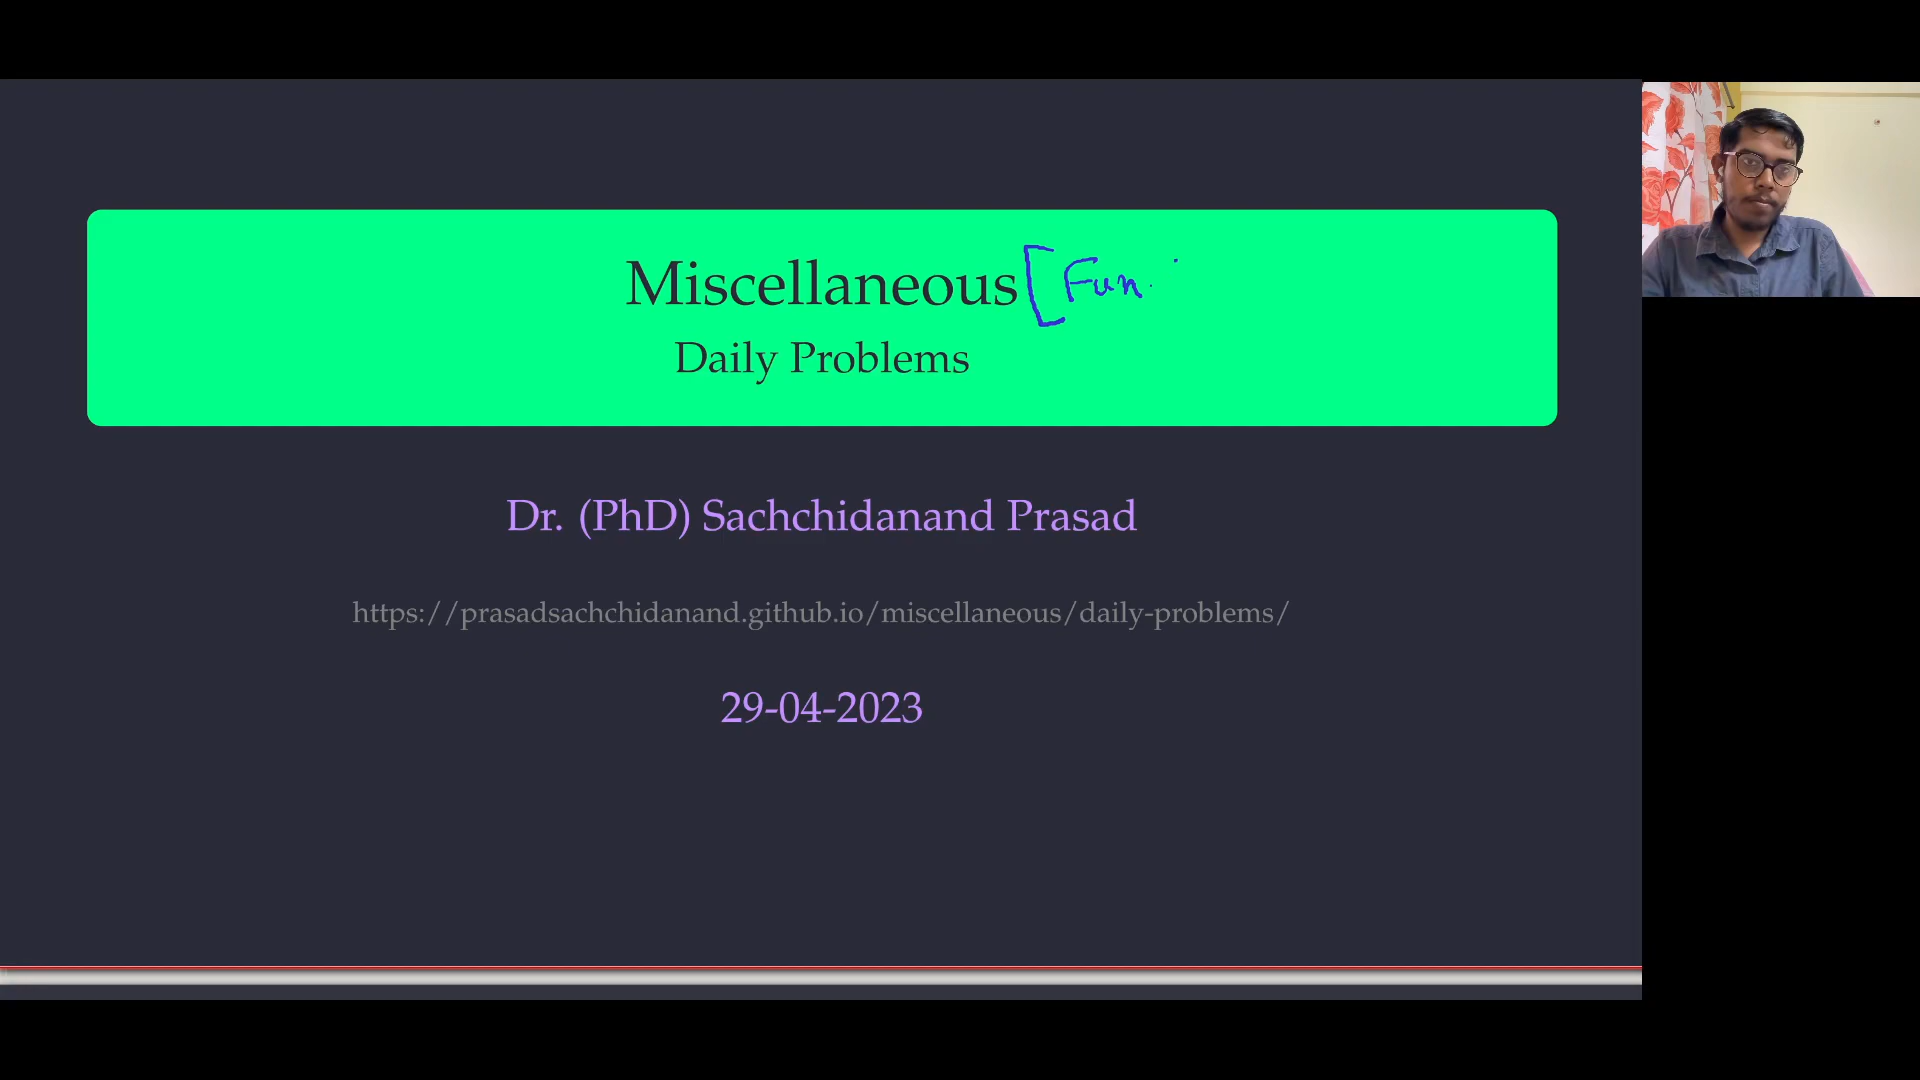 Miscellaneous [Fun.
Daily Problems
Dr. (PhD) Sachchidanand Prasad
https://prasadsachchidanand.github.io/miscellaneous/daily-problems/
29-04-2023